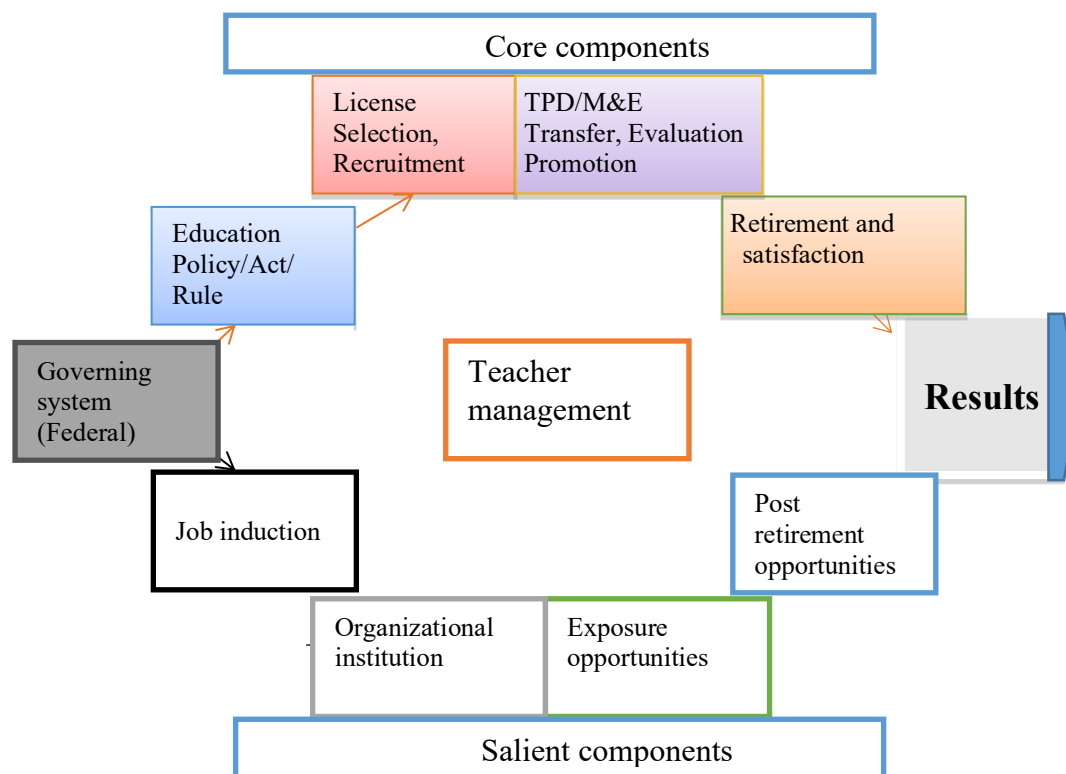 Core components
License
Selection,
Recruitment
TPD/M&E
Transfer, Evaluation
Promotion
Education
Policy/Act/
Rule
Retirement and
satisfaction
Governing
system
(Federal)
Teacher
management
Results
Job induction
Post
retirement
opportunities
Organizational
institution
Exposure
opportunities
Salient components